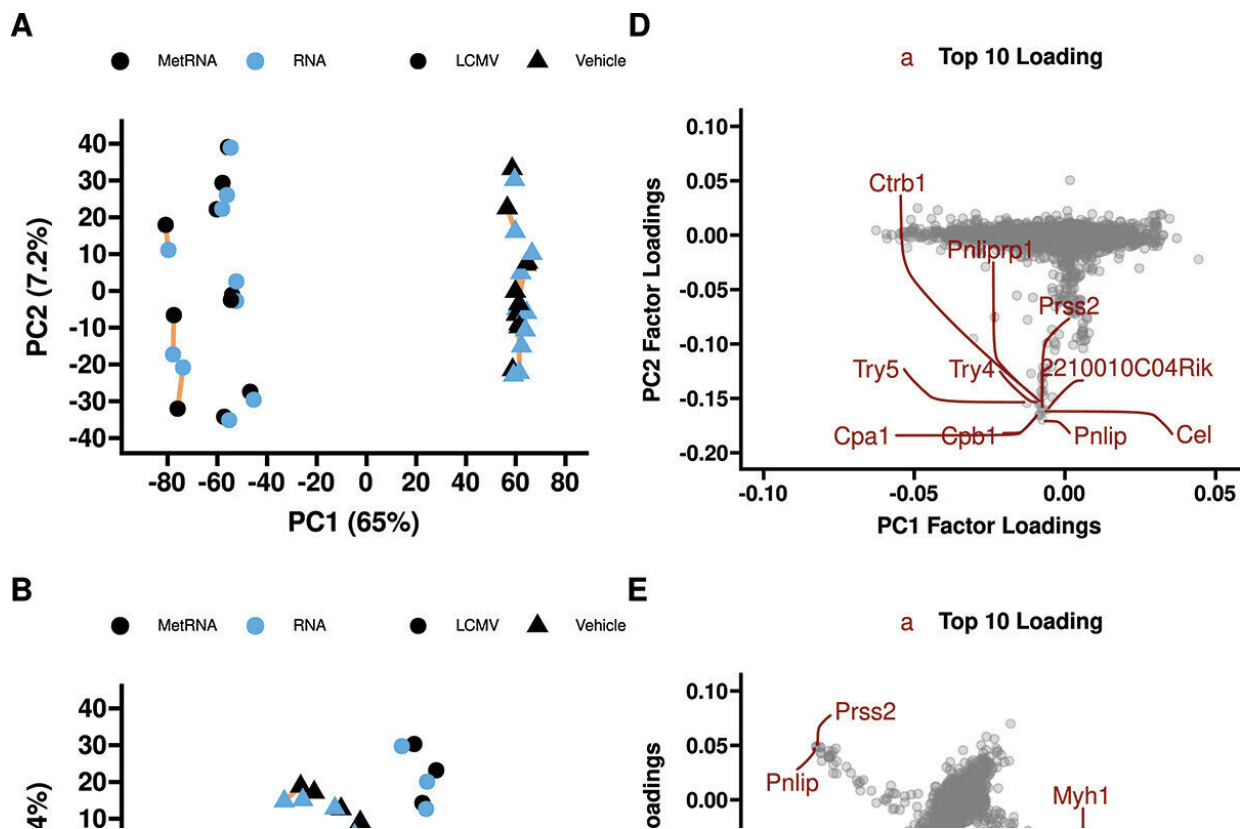 A
MetRNA RNA LCMV Vehicle
PC2 (7.2%)
40
30
20
10
0
-10
-20
-30
-40
-80 -60 -40 -20 0 20 40 60 80
PC1 (65%)
D
a Top 10 Loading
PC2 Factor Loadings
0.10
0.05
0.00
-0.05
-0.10
-0.15
-0.20
Ctrb1
Pnliprp1
Prss2
Try5 Try4 2210010C04Rik
Cpa1 Cpb1 Pnlip Cel
-0.10 -0.05 0.00 0.05
PC1 Factor Loadings
B
MetRNA RNA LCMV Vehicle
4%)
40
30
20
10
E
a Top 10 Loading
oadings
0.10
0.05
0.00
Prss2
Pnlip
Myh1